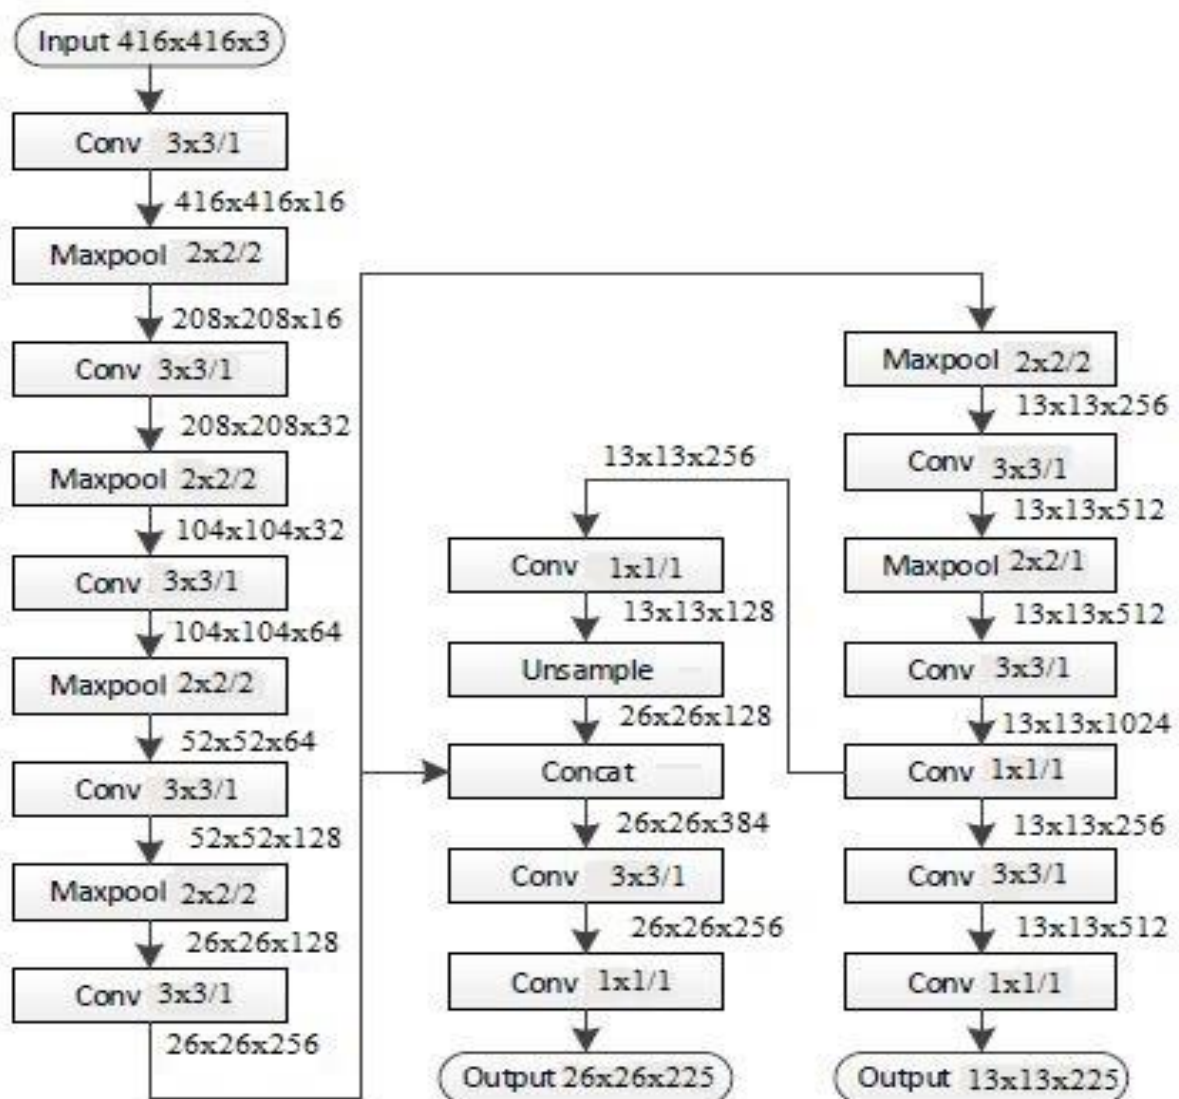 Input 416x416x3
Conv 3x3/1
416x416x16
Maxpool 2x2/2
208x208x16
Conv 3x3/1
208x208x32
Maxpool 2x2/2
104x104x32
Conv 3x3/1
104x104x64
Maxpool 2x2/2
52x52x64
Conv 3x3/1
52x52x128
Maxpool 2x2/2
26x26x128
Conv 3x3/1
26x26x256
13x13x256
Conv 1x1/1
13x13x128
Unsample
26x26x128
Concat
26x26x384
Conv 3x3/1
26x26x256
Conv 1x1/1
Output 26x26x225
Maxpool 2x2/2
13x13x256
Conv 3x3/1
13x13x512
Maxpool 2x2/1
13x13x512
Conv 3x3/1
13x13x1024
Conv 1x1/1
13x13x256
Conv 3x3/1
13x13x512
Conv 1x1/1
Output 13x13x225